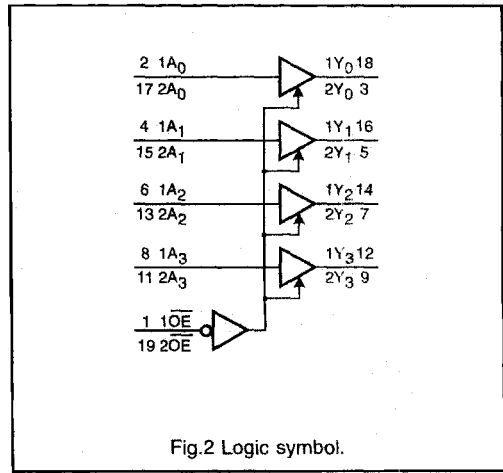 2 1A0 1Y0 18
17 2A0 2Y0 3
4 1A1 1Y1 16
15 2A1 2Y1 5
6 1A2 1Y2 14
13 2A2 2Y2 7
8 1A3 1Y3 12
11 2A3 2Y3 9
1 1O̅E̅
19 2O̅E̅
Fig.2 Logic symbol.